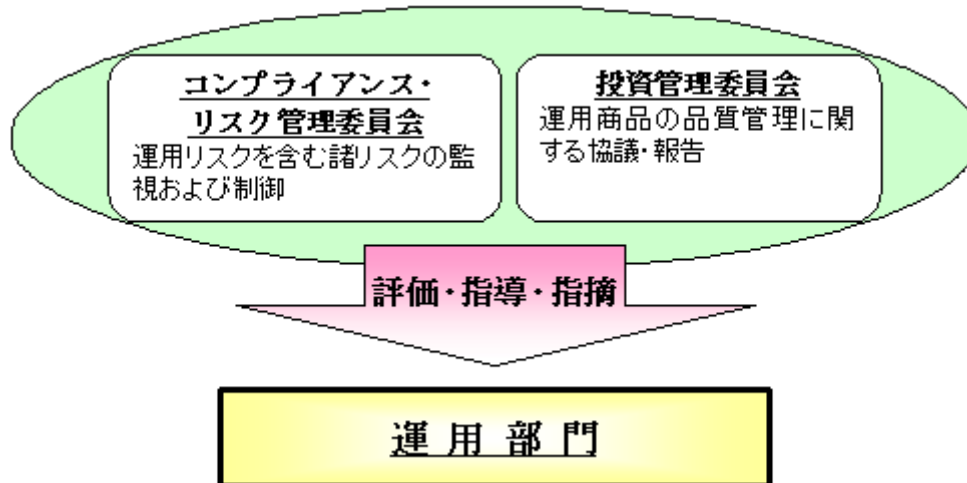 コンプライアンス・
リスク管理委員会
運用リスクを含む諸リスクの監
視および制御
投資管理委員会
運用商品の品質管理に関
する協議・報告
評価・指導・指摘
運用部門